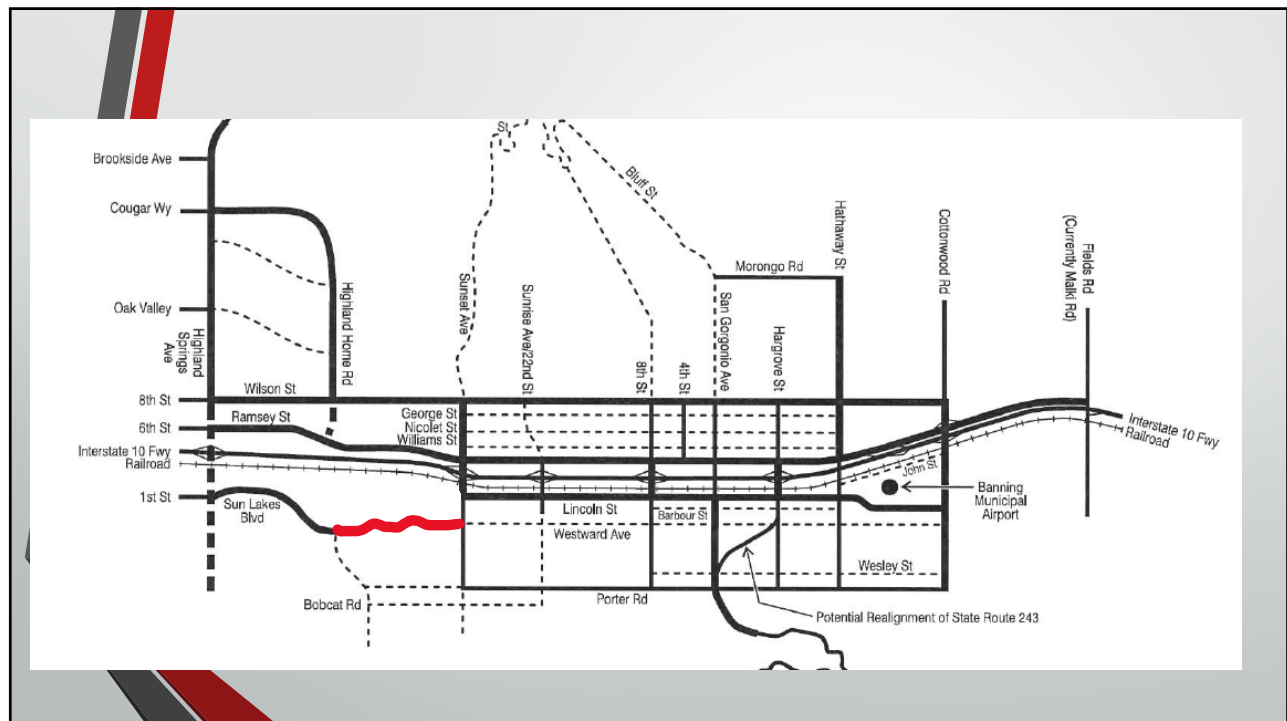 St
Brookside Ave
Bluff St
Cougar Wy
Hathaway St
Cottonwood Rd
Fields Rd
(Currently Malki Rd)
Morongo Rd
Sunset Ave
Highland Home Rd
Oak Valley
Sunrise Ave/22nd St
San Gorgonio Ave
Hargrove St
Highland
Springs
Ave
8th St
4th St
Wilson St
8th St
George St
Ramsey St
6th St
Nicolet St
Williams St
Interstate 10 Fwy
Railroad
Interstate 10 Fwy
Railroad
John St
Banning
Municipal
Airport
1st St
Sun Lakes
Blvd
Lincoln St
Barbour St
Westward Ave
Wesley St
Bobcat Rd
Porter Rd
Potential Realignment of State Route 243